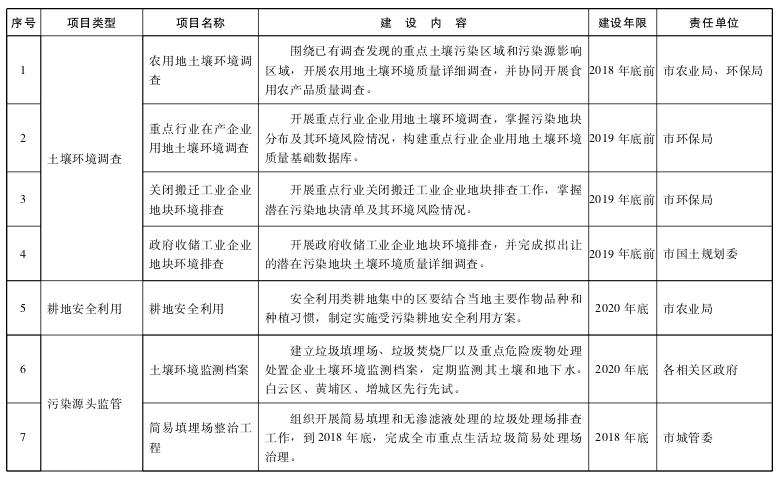 序号 项目类型 项目名称 建设内容 建设年限 责任单位
1
土壤环境调查
农用地土壤环境调
查
围绕已有调查发现的重点土壤污染区域和污染源影响
区域，开展农用地土壤环境质量详细调查，并协同开展食
用农产品质量调查。
2018 年底前
市农业局、环保局
2
重点行业在产企业
用地土壤环境调查
开展重点行业企业用地土壤环境调查，掌握污染地块
分布及其环境风险情况，构建重点行业企业用地土壤环境
质量基础数据库。
2019 年底前
市环保局
3
关闭搬迁工业企业
地块环境排查
开展重点行业关闭搬迁工业企业地块排查工作，掌握
潜在污染地块清单及其环境风险情况。
2019 年底前
市环保局
4
政府收储工业企业
地块环境排查
开展政府收储工业企业地块环境排查，并完成拟出让
的潜在污染地块土壤环境质量详细调查。
2019 年底前
市国土规划委
5
耕地安全利用
耕地安全利用
安全利用类耕地集中的区要结合当地主要作物品种和
种植习惯，制定实施受污染耕地安全利用方案。
2020 年底
市农业局
6
污染源头监管
土壤环境监测档案
建立垃圾填埋场、垃圾焚烧厂以及重点危险废物处理
处置企业土壤环境监测档案，定期监测其土壤和地下水。
白云区、黄埔区、增城区先行先试。
2020 年底
各相关区政府
7
简易填埋场整治工
程
组织开展简易填埋和无渗滤液处理的垃圾处理场排查
工作，到 2018 年底，完成全市重点生活垃圾简易处理场
治理。
2018 年底
市城管委